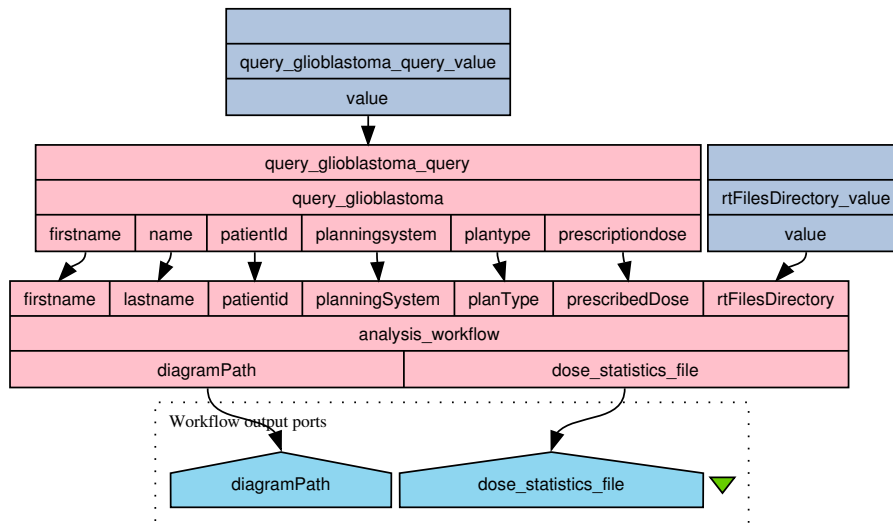 query_glioblastoma_query_value
value
query_glioblastoma_query
query_glioblastoma
rtFilesDirectory_value
firstname name patientId planningsystem plantype prescriptiondose value
firstname lastname patientid planningSystem planType prescribedDose rtFilesDirectory
analysis_workflow
diagramPath dose_statistics_file
Workflow output ports
diagramPath dose_statistics_file